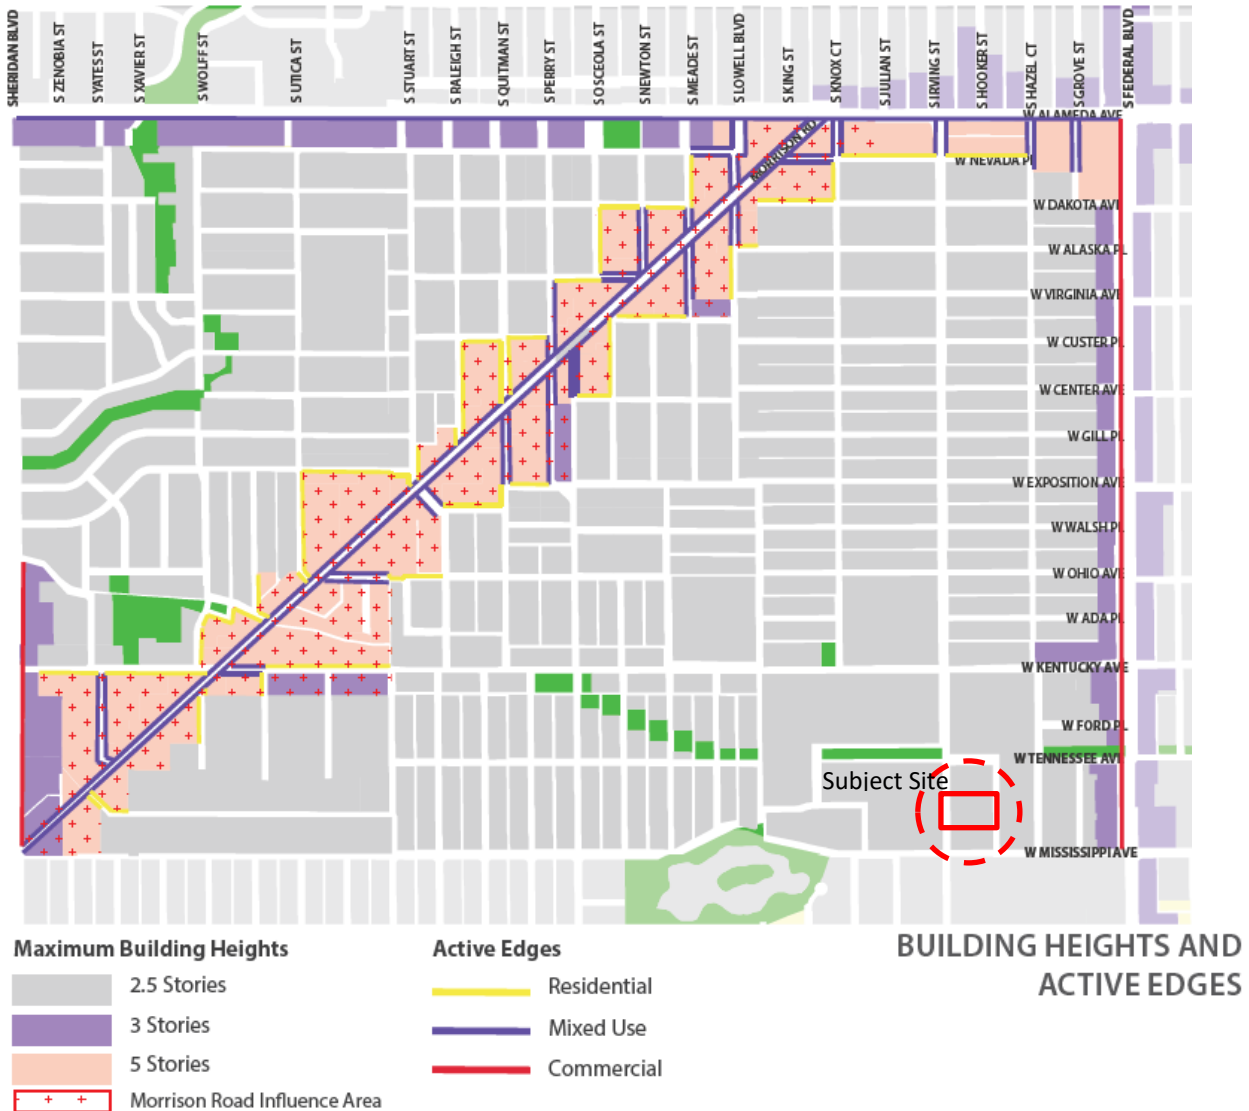 SHERIDAN BLVD
S ZENOBIA ST
S YATES ST
S XAVIER ST
S WOLFF ST
S UTICA ST
S STUART ST
S RALEIGH ST
S QUITMAN ST
S PERRY ST
S OSCEOLA ST
S NEWTON ST
S MEADE ST
S LOWELL BLVD
S KING ST
S KNOX CT
S JULIAN ST
S IRVING ST
S HOOKER ST
S HAZEL CT
S GROVE ST
S FEDERAL BLVD
W ALAMEDA AVE
MORRISON RD
W NEVADA PL
W DAKOTA AVE
W ALASKA PL
W VIRGINIA AVE
W CUSTER PL
W CENTER AVE
W GILL PL
W EXPOSITION AVE
W WALSH PL
W OHIO AVE
W ADA PL
W KENTUCKY AVE
W FORD PL
W TENNESSEE AVE
Subject Site
W MISSISSIPPI AVE
Maximum Building Heights
2.5 Stories
3 Stories
5 Stories
Morrison Road Influence Area
Active Edges
Residential
Mixed Use
Commercial
BUILDING HEIGHTS AND
ACTIVE EDGES